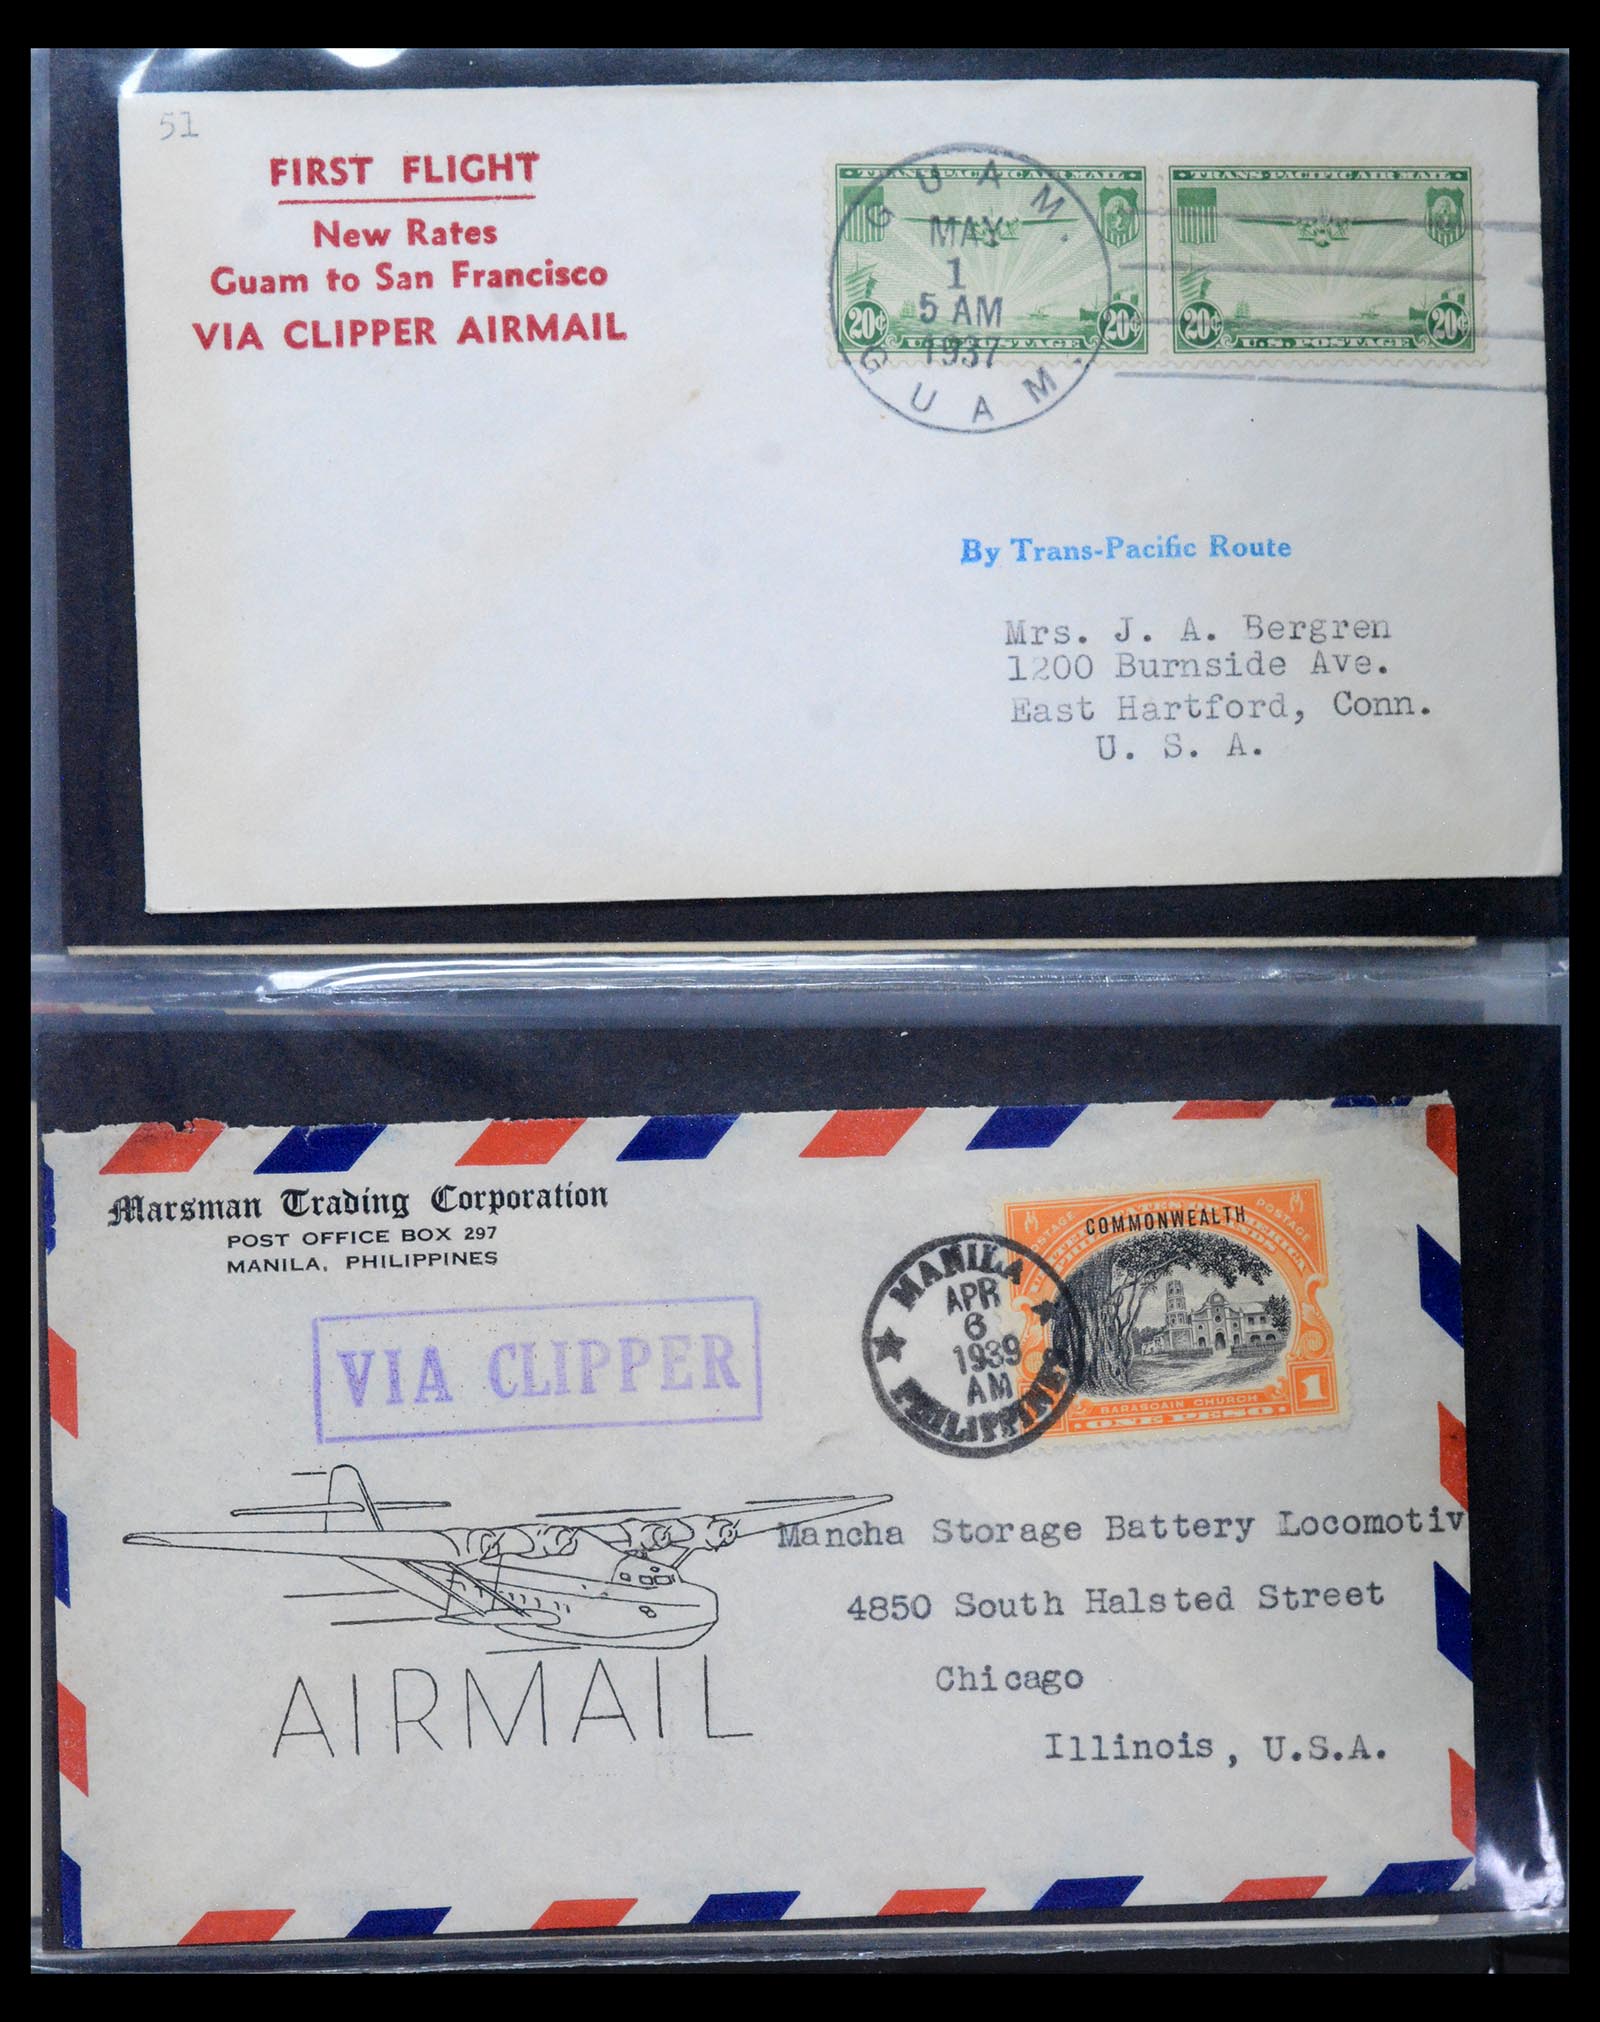 51
FIRST FLIGHT
New Rates
Guam to San Francisco
VIA CLIPPER AIRMAIL
GUAM.
MAY
1
5 AM
1937
GUAM.
TRANS-PACIFIC AIR MAIL
20¢ 20¢
U.S. POSTAGE
TRANS-PACIFIC AIR MAIL
20¢ 20¢
U.S. POSTAGE
By Trans-Pacific Route
Mrs. J. A. Bergren
1200 Burnside Ave.
East Hartford, Conn.
U. S. A.
Marsman Trading Corporation
POST OFFICE BOX 297
MANILA, PHILIPPINES
VIA CLIPPER
MANILA
APR
6
1939
AM
PHILIPPINES
POSTAGE POSTAGE
COMMONWEALTH
BARASOAIN CHURCH
1
ONE PESO
Mancha Storage Battery Locomotiv
4850 South Halsted Street
Chicago
Illinois, U.S.A.
AIRMAIL